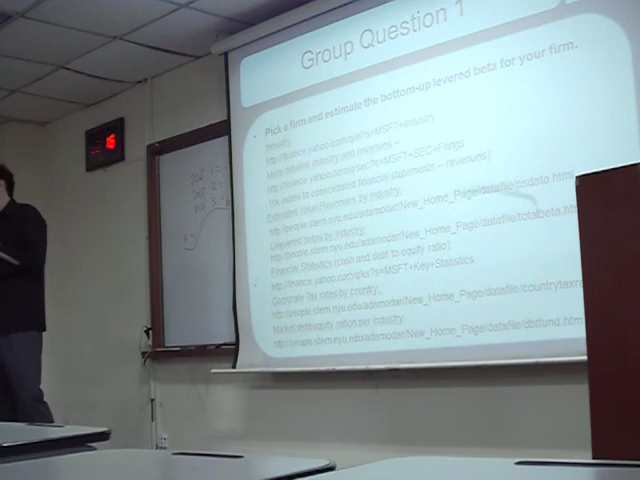 Group Question 1
Pick a firm and estimate the bottom-up levered beta for your firm.
Industry:
http://finance.yahoo.com/q/in?s=MSFT+Industry
More detailed industry and revenues –
http://finance.yahoo.com/q/sec?s=MSFT+SEC+Filings
10k index to consolidated financial statements – revenues)
Estimated Value/Revenues by industry:
http://people.stern.nyu.edu/adamodar/New_Home_Page/datafile/psdata.html
Unlevered betas by industry:
http://people.stern.nyu.edu/adamodar/New_Home_Page/datafile/totalbeta.ht
Financial Statistics (cash and debt to equity ratio):
http://finance.yahoo.com/q/ks?s=MSFT+Key+Statistics
Corporate Tax rates by country:
http://people.stern.nyu.edu/adamodar/New_Home_Page/datafile/countrytaxra
Market debt/equity ratios per industry:
http://people.stern.nyu.edu/adamodar/New_Home_Page/datafile/dbtfund.htm